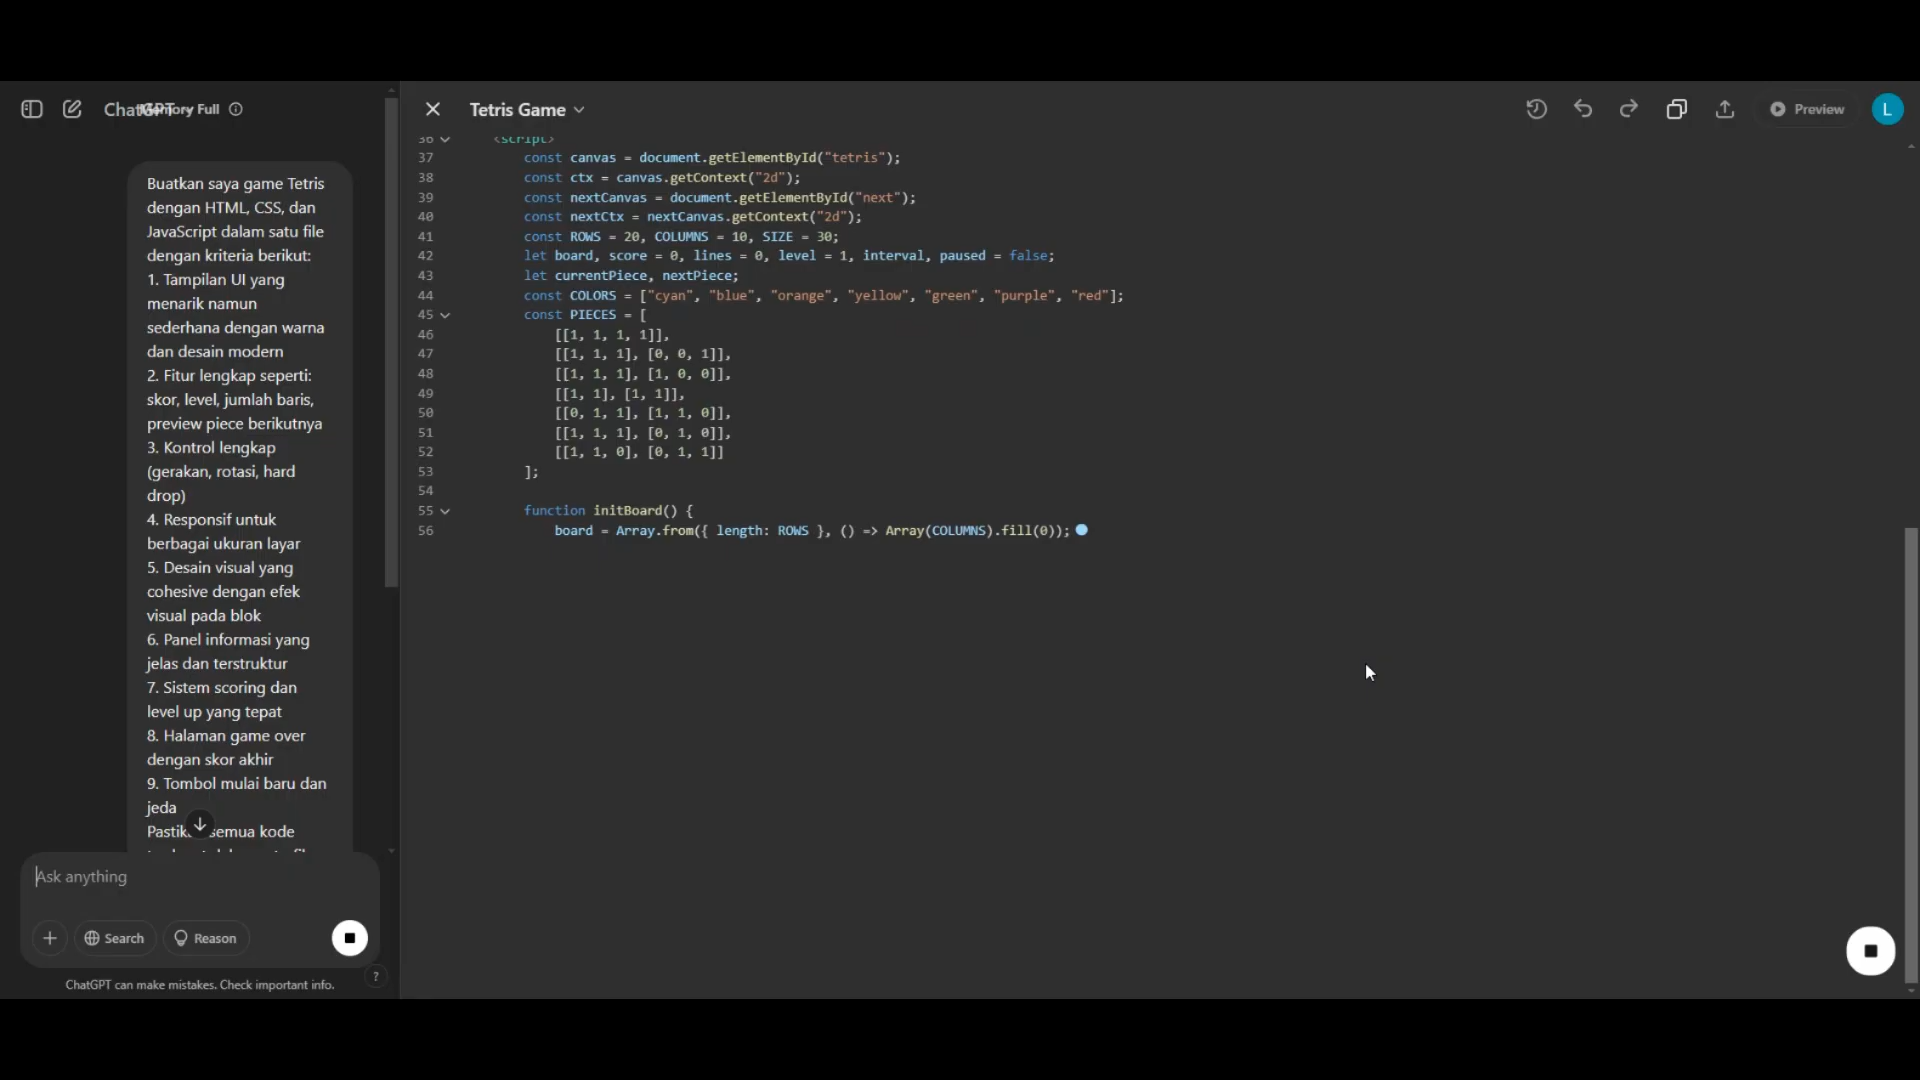 ChatGPT
Memory Full
Buatkan saya game Tetris
dengan HTML, CSS, dan
JavaScript dalam satu file
dengan kriteria berikut:
1. Tampilan UI yang
menarik namun
sederhana dengan warna
dan desain modern
2. Fitur lengkap seperti:
skor, level, jumlah baris,
preview piece berikutnya
3. Kontrol lengkap
(gerakan, rotasi, hard
drop)
4. Responsif untuk
berbagai ukuran layar
5. Desain visual yang
cohesive dengan efek
visual pada blok
6. Panel informasi yang
jelas dan terstruktur
7. Sistem scoring dan
level up yang tepat
8. Halaman game over
dengan skor akhir
9. Tombol mulai baru dan
jeda
semua kode
Ask anything
Search
Reason
ChatGPT can make mistakes. Check important info.
?
Tetris Game
Preview
L
36 <script>
37 const canvas = document.getElementById("tetris");
38 const ctx = canvas.getContext("2d");
39 const nextCanvas = document.getElementById("next");
40 const nextCtx = nextCanvas.getContext("2d");
41 const ROWS = 20, COLUMNS = 10, SIZE = 30;
42 let board, score = 0, lines = 0, level = 1, interval, paused = false;
43 let currentPiece, nextPiece;
44 const COLORS = ["cyan", "blue", "orange", "yellow", "green", "purple", "red"];
45 const PIECES = [
46 [[1, 1, 1, 1]],
47 [[1, 1, 1], [0, 0, 1]],
48 [[1, 1, 1], [1, 0, 0]],
49 [[1, 1], [1, 1]],
50 [[0, 1, 1], [1, 1, 0]],
51 [[1, 1, 1], [0, 1, 0]],
52 [[1, 1, 0], [0, 1, 1]]
53 ];
54
55 function initBoard() {
56 board = Array.from({ length: ROWS }, () => Array(COLUMNS).fill(0));